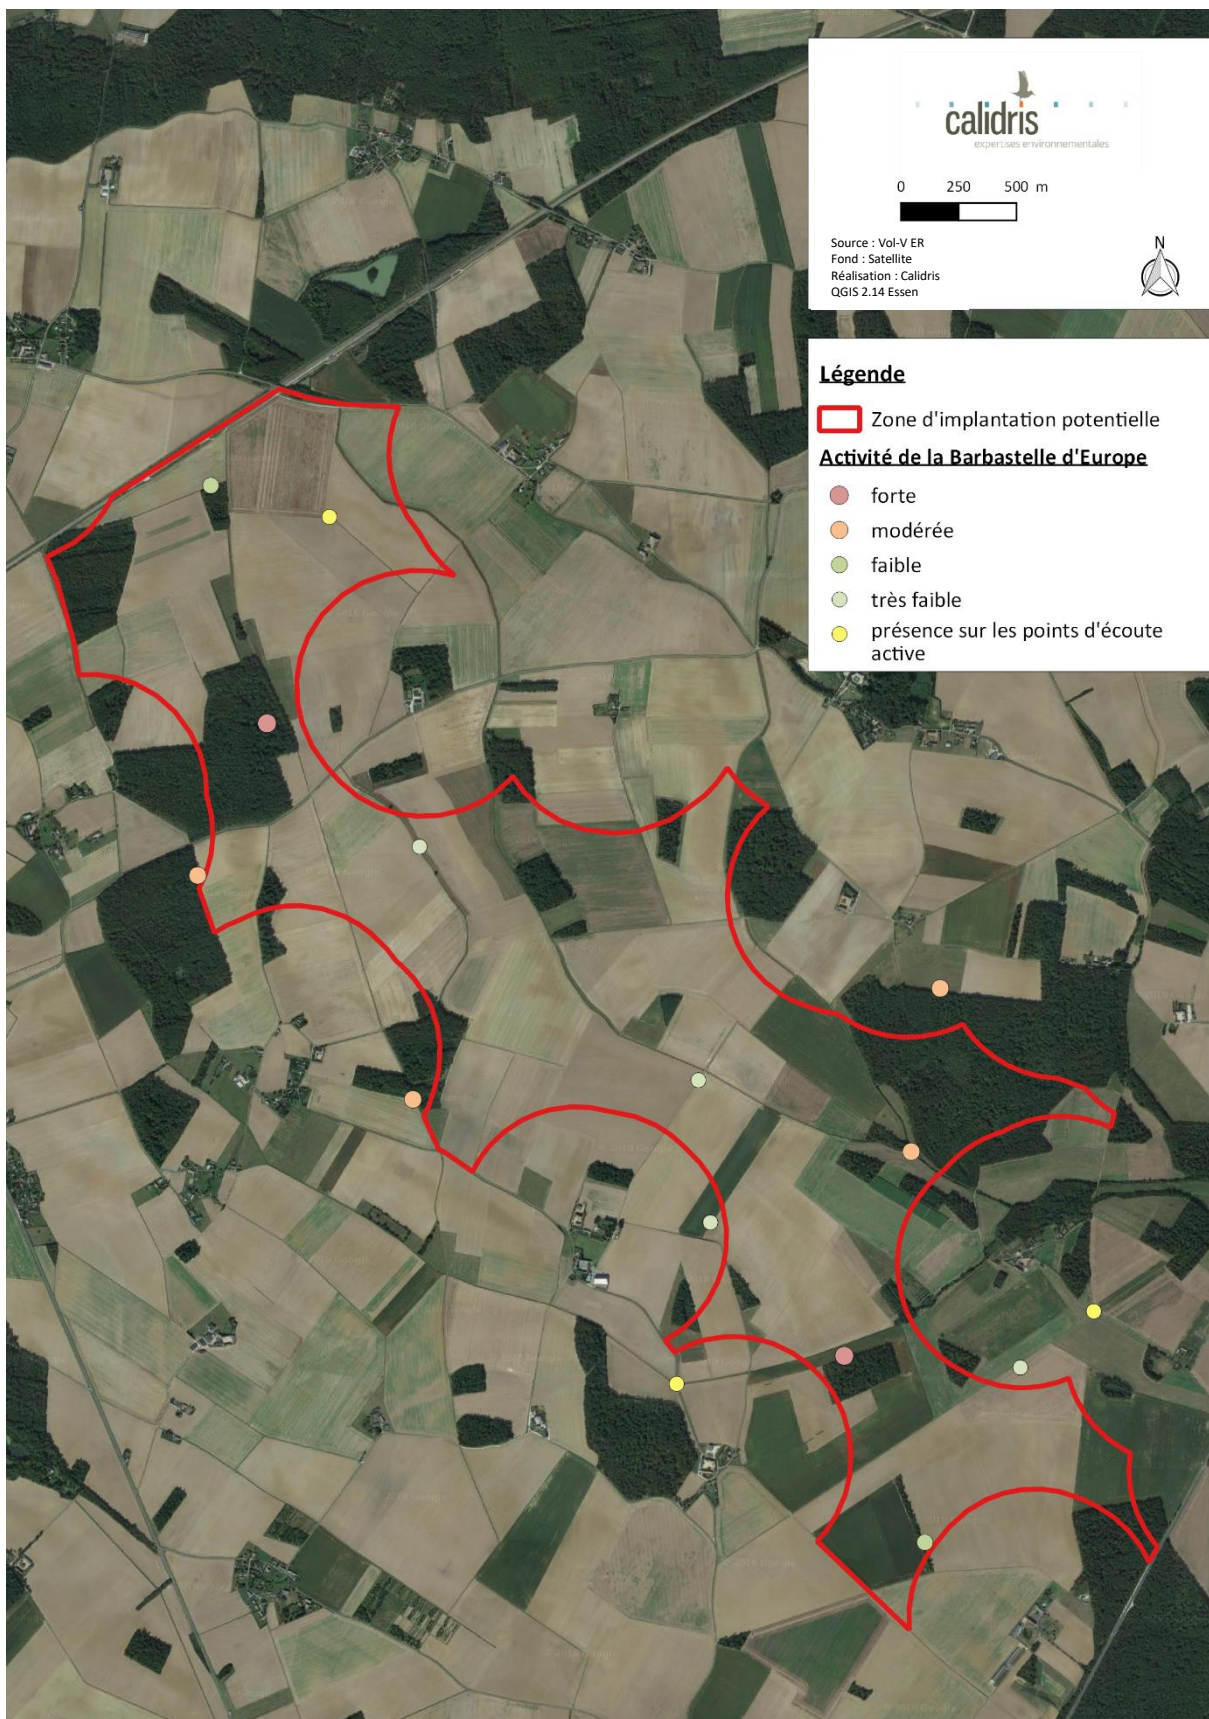 calidris
expertises environnementales
0 250 500 m
Source : Vol-V ER
Fond : Satellite
Réalisation : Calidris
QGIS 2.14 Essen
N
Légende
Zone d'implantation potentielle
Activité de la Barbastelle d'Europe
forte
modérée
faible
très faible
présence sur les points d'écoute
active